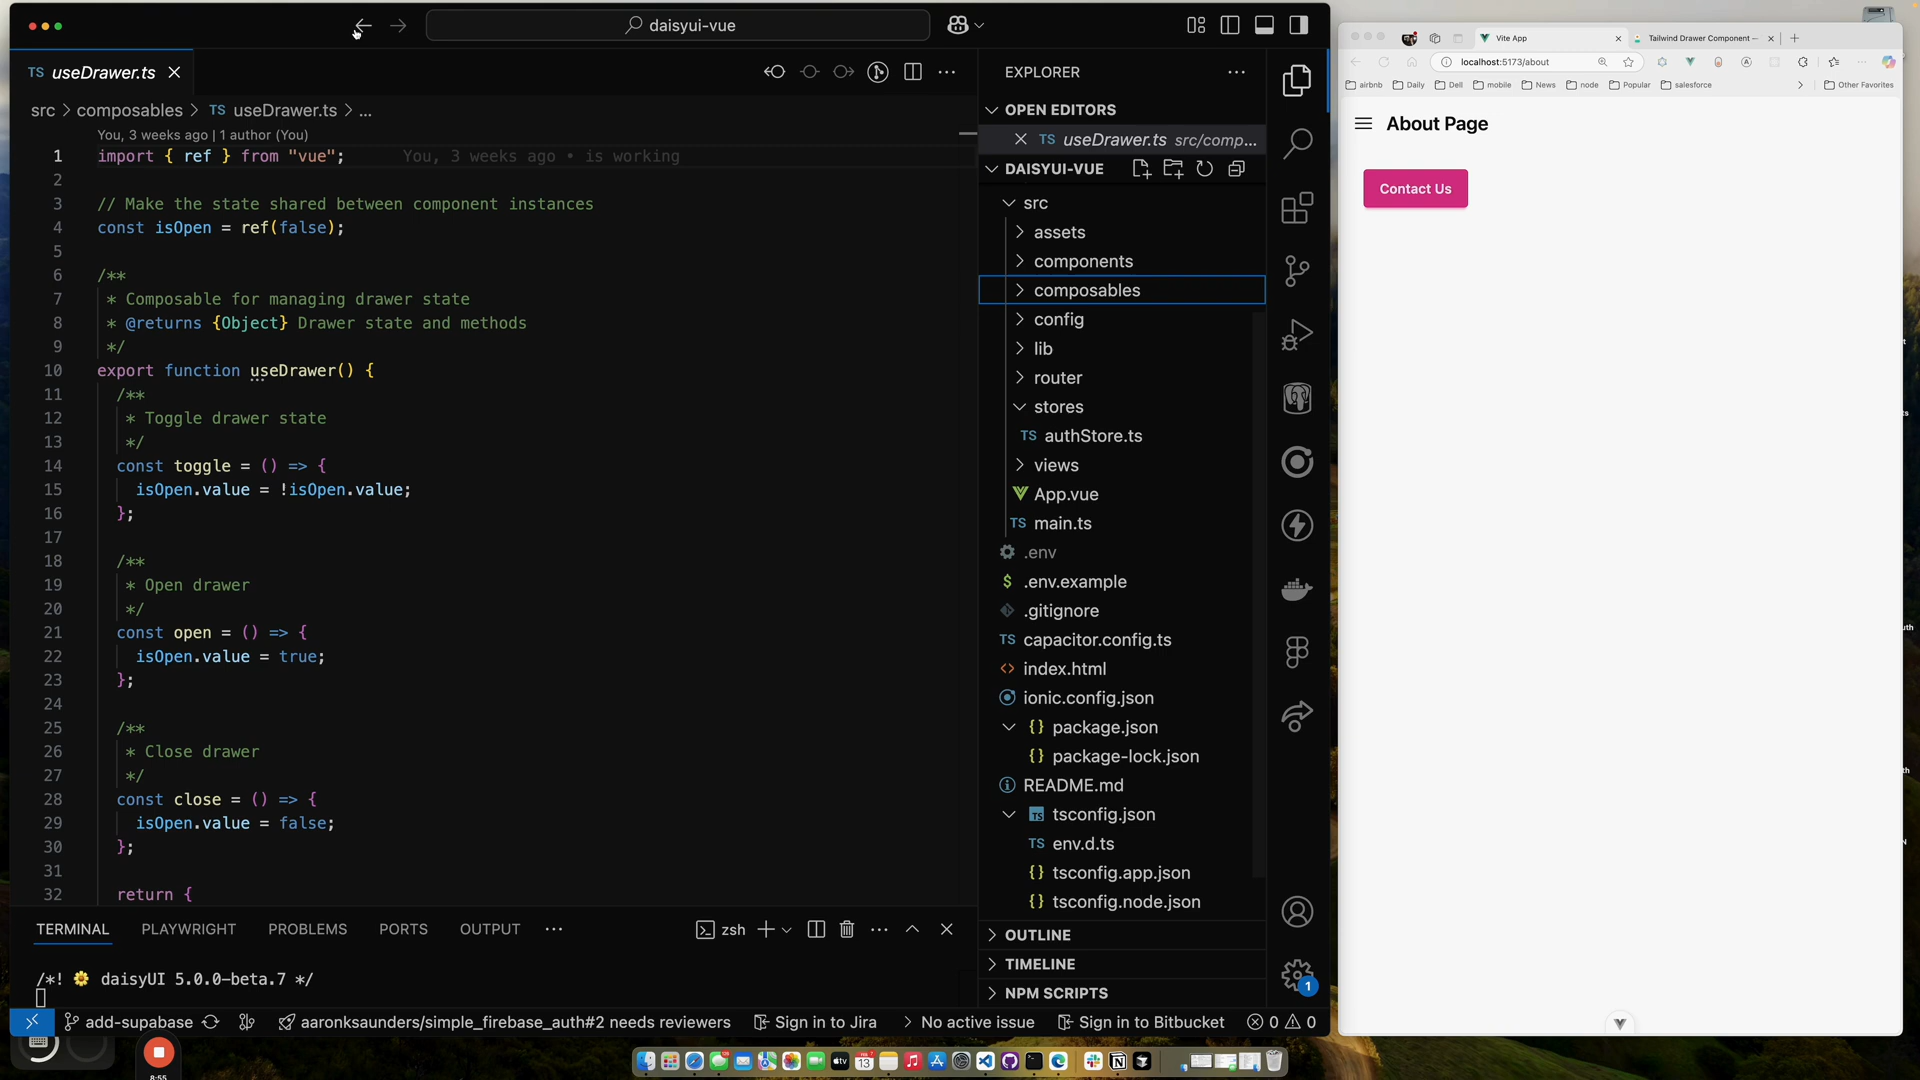 daisyui-vue
TS useDrawer.ts
src > composables > TS useDrawer.ts > ...
You, 3 weeks ago | 1 author (You)
1 import { ref } from "vue"; You, 3 weeks ago • is working
2
3 // Make the state shared between component instances
4 const isOpen = ref(false);
5
6 /**
7 * Composable for managing drawer state
8 * @returns {Object} Drawer state and methods
9 */
10 export function useDrawer() {
11 /**
12 * Toggle drawer state
13 */
14 const toggle = () => {
15 isOpen.value = !isOpen.value;
16 };
17
18 /**
19 * Open drawer
20 */
21 const open = () => {
22 isOpen.value = true;
23 };
24
25 /**
26 * Close drawer
27 */
28 const close = () => {
29 isOpen.value = false;
30 };
31
32 return {
TERMINAL PLAYWRIGHT PROBLEMS PORTS OUTPUT ... zsh
/*! 🌼 daisyUI 5.0.0-beta.7 */
EXPLORER
OPEN EDITORS
TS useDrawer.ts src/comp...
DAISYUI-VUE
src
assets
components
composables
config
lib
router
stores
TS authStore.ts
views
App.vue
TS main.ts
.env
$ .env.example
.gitignore
TS capacitor.config.ts
<> index.html
ionic.config.json
{} package.json
{} package-lock.json
README.md
TS tsconfig.json
TS env.d.ts
{} tsconfig.app.json
{} tsconfig.node.json
OUTLINE
TIMELINE
NPM SCRIPTS
1
add-supabase aaronksaunders/simple_firebase_auth#2 needs reviewers Sign in to Jira > No active issue Sign in to Bitbucket 0 0
Vite App Tailwind Drawer Component —
localhost:5173/about
airbnb Daily Dell mobile News node Popular salesforce Other Favorites
About Page
Contact Us
8:55